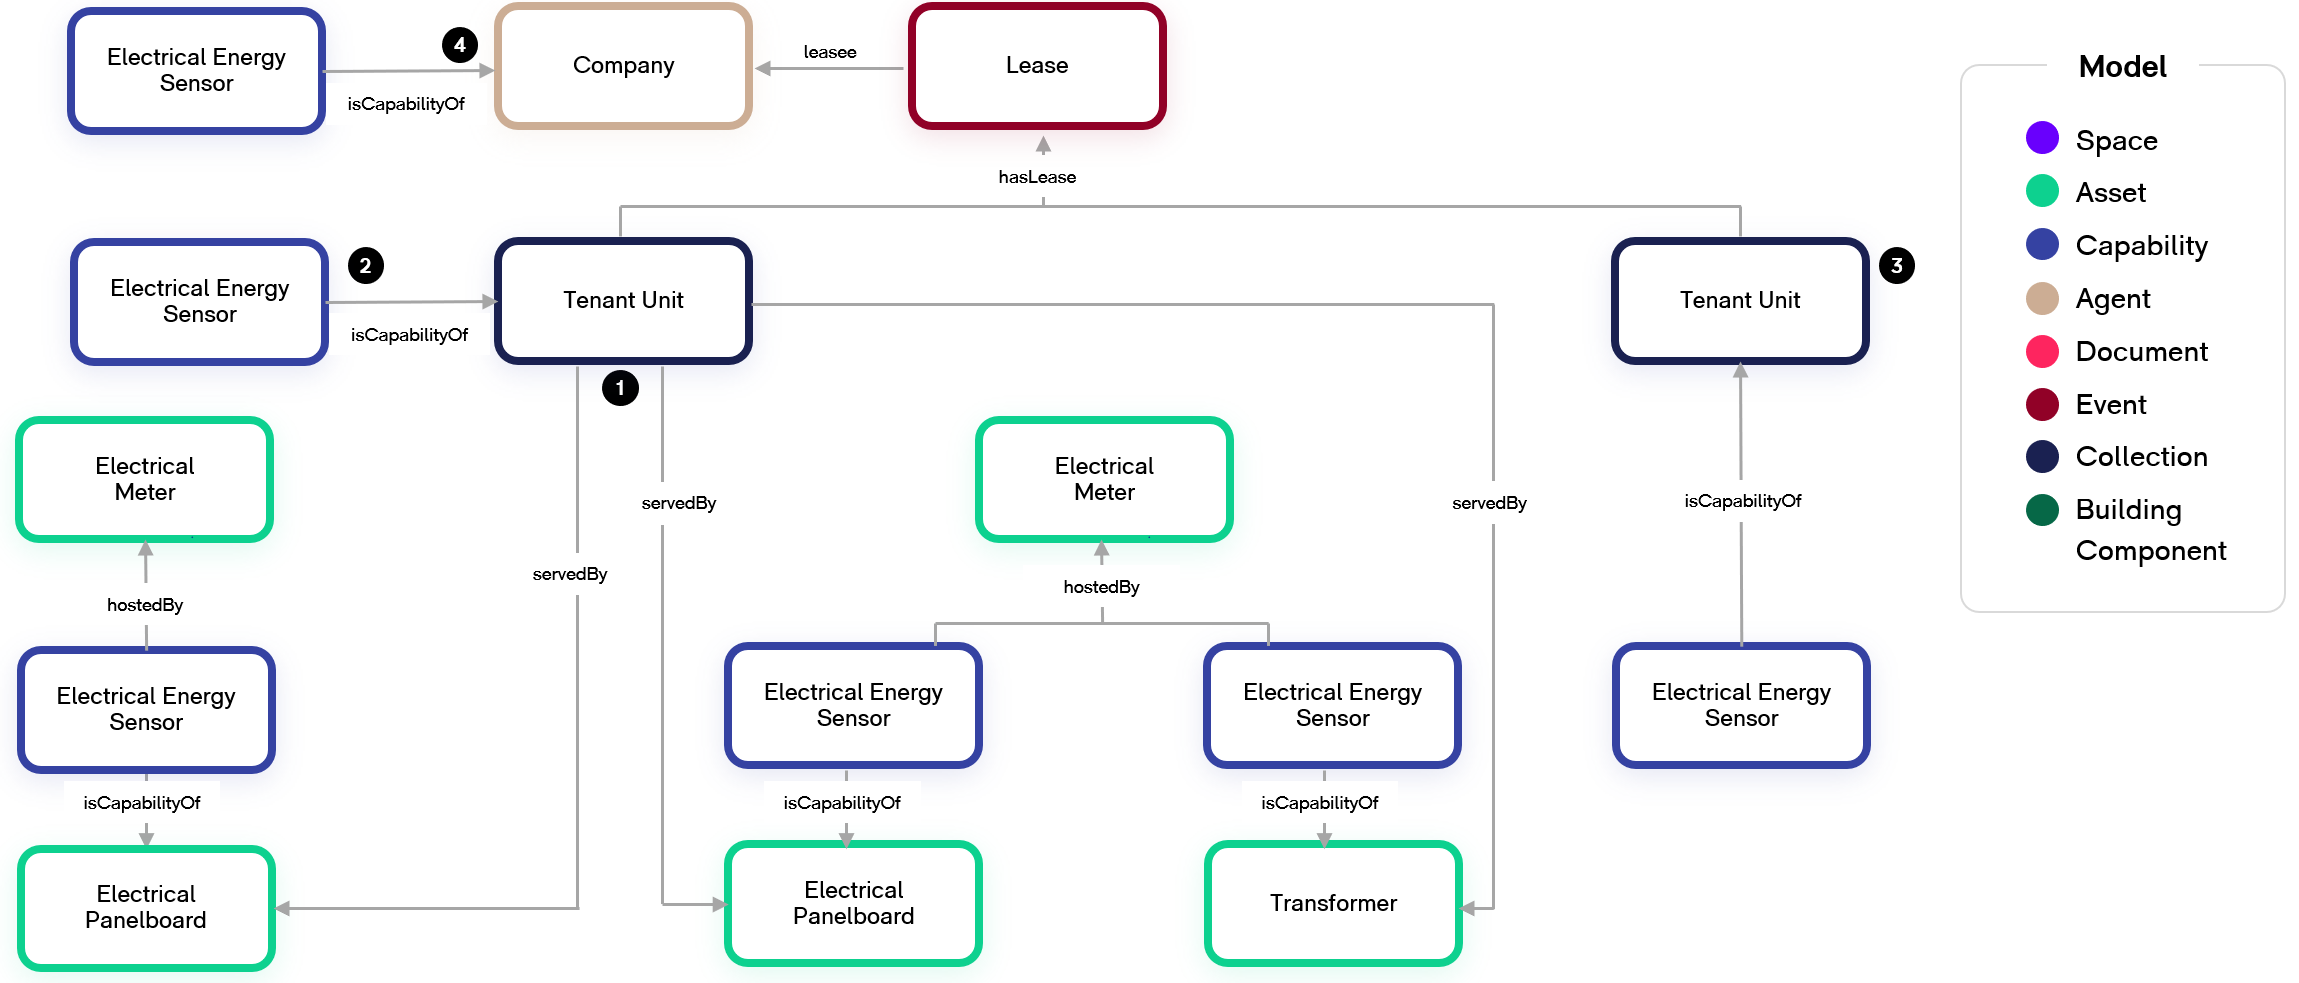 Electrical Energy
Sensor
4
isCapabilityOf
Company
leasee
Lease
hasLease
Electrical Energy
Sensor
2
isCapabilityOf
Tenant Unit
1
Tenant Unit
3
Electrical
Meter
hostedBy
Electrical Energy
Sensor
isCapabilityOf
Electrical
Panelboard
servedBy
servedBy
Electrical
Meter
hostedBy
Electrical Energy
Sensor
isCapabilityOf
Electrical
Panelboard
Electrical Energy
Sensor
isCapabilityOf
Transformer
servedBy
isCapabilityOf
Electrical Energy
Sensor
Model
Space
Asset
Capability
Agent
Document
Event
Collection
Building
Component